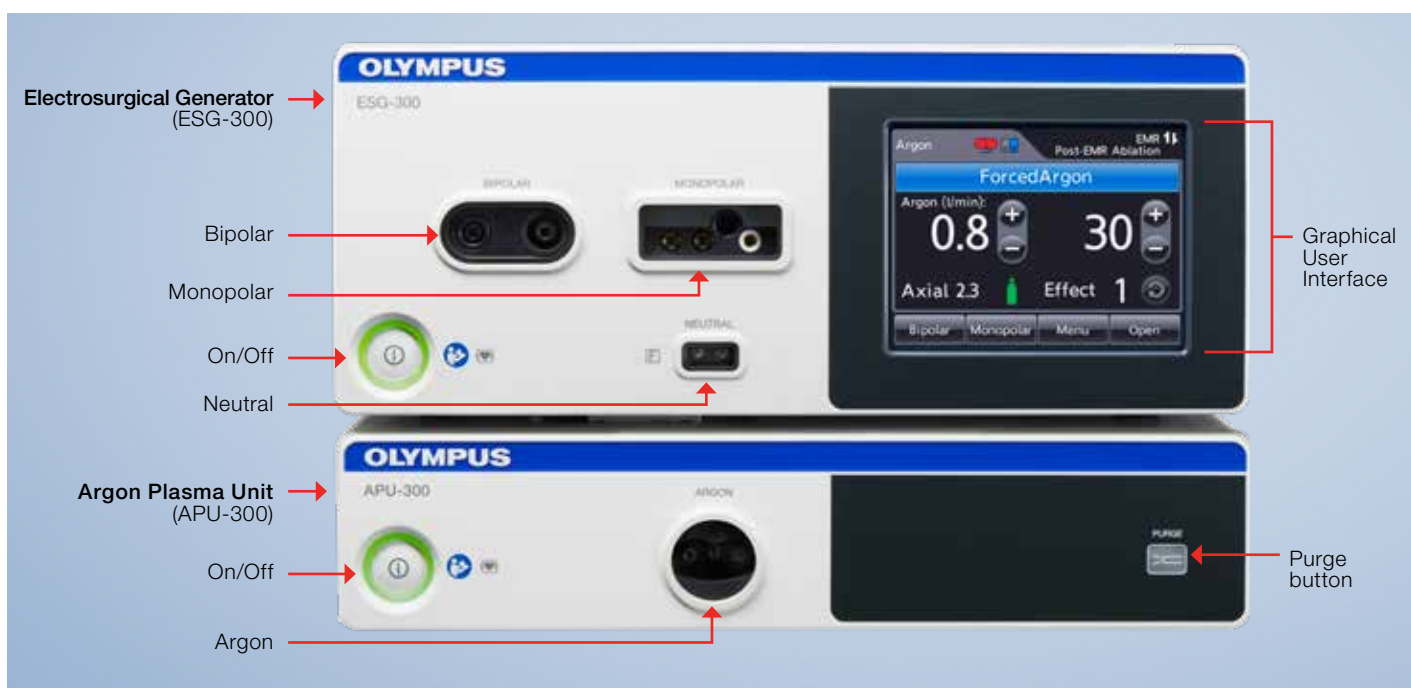 OLYMPUS
Electrosurgical Generator
(ESG-300)
ESG-300
BIPOLAR
MONOPOLAR
Argon
EMR
Post-EMR Ablation
ForcedArgon
Argon (l/min):
0.8 + 30 +
- -
Axial 2.3 Effect 1
Bipolar Monopolar Menu Open
Graphical
User
Interface
Bipolar
Monopolar
NEUTRAL
On/Off
Neutral
OLYMPUS
Argon Plasma Unit
(APU-300)
APU-300
ARGON
PURGE
On/Off
Purge
button
Argon